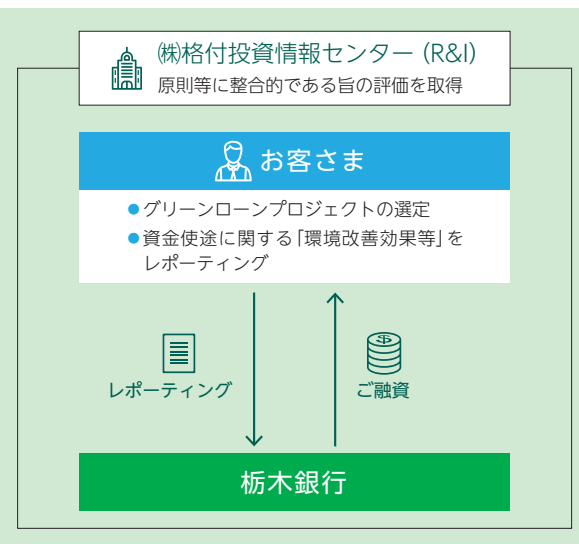 ㈱格付投資情報センター（R&I）
原則等に整合的である旨の評価を取得
お客さま
●グリーンローンプロジェクトの選定
●資金使途に関する「環境改善効果等」を
レポーティング
レポーティング
ご融資
栃木銀行